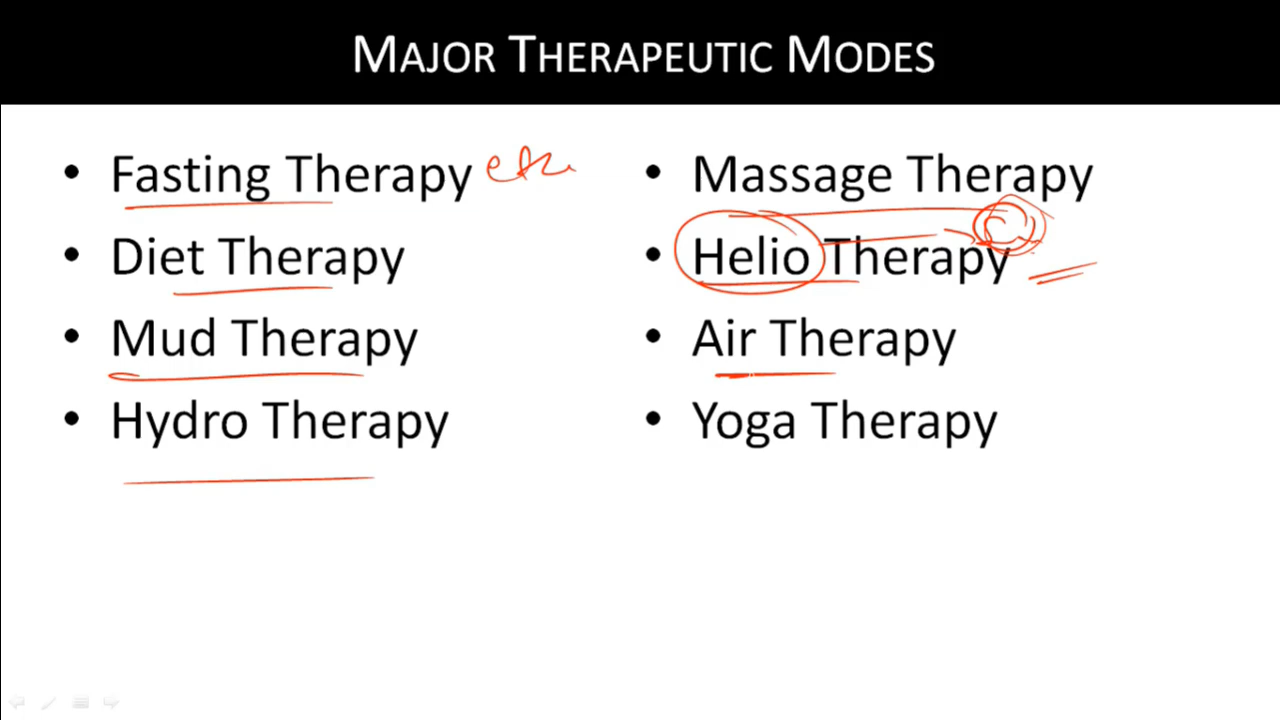 MAJOR THERAPEUTIC MODES
• Fasting Therapy etc
• Diet Therapy
• Mud Therapy
• Hydro Therapy
• Massage Therapy
• Helio Therapy
• Air Therapy
• Yoga Therapy